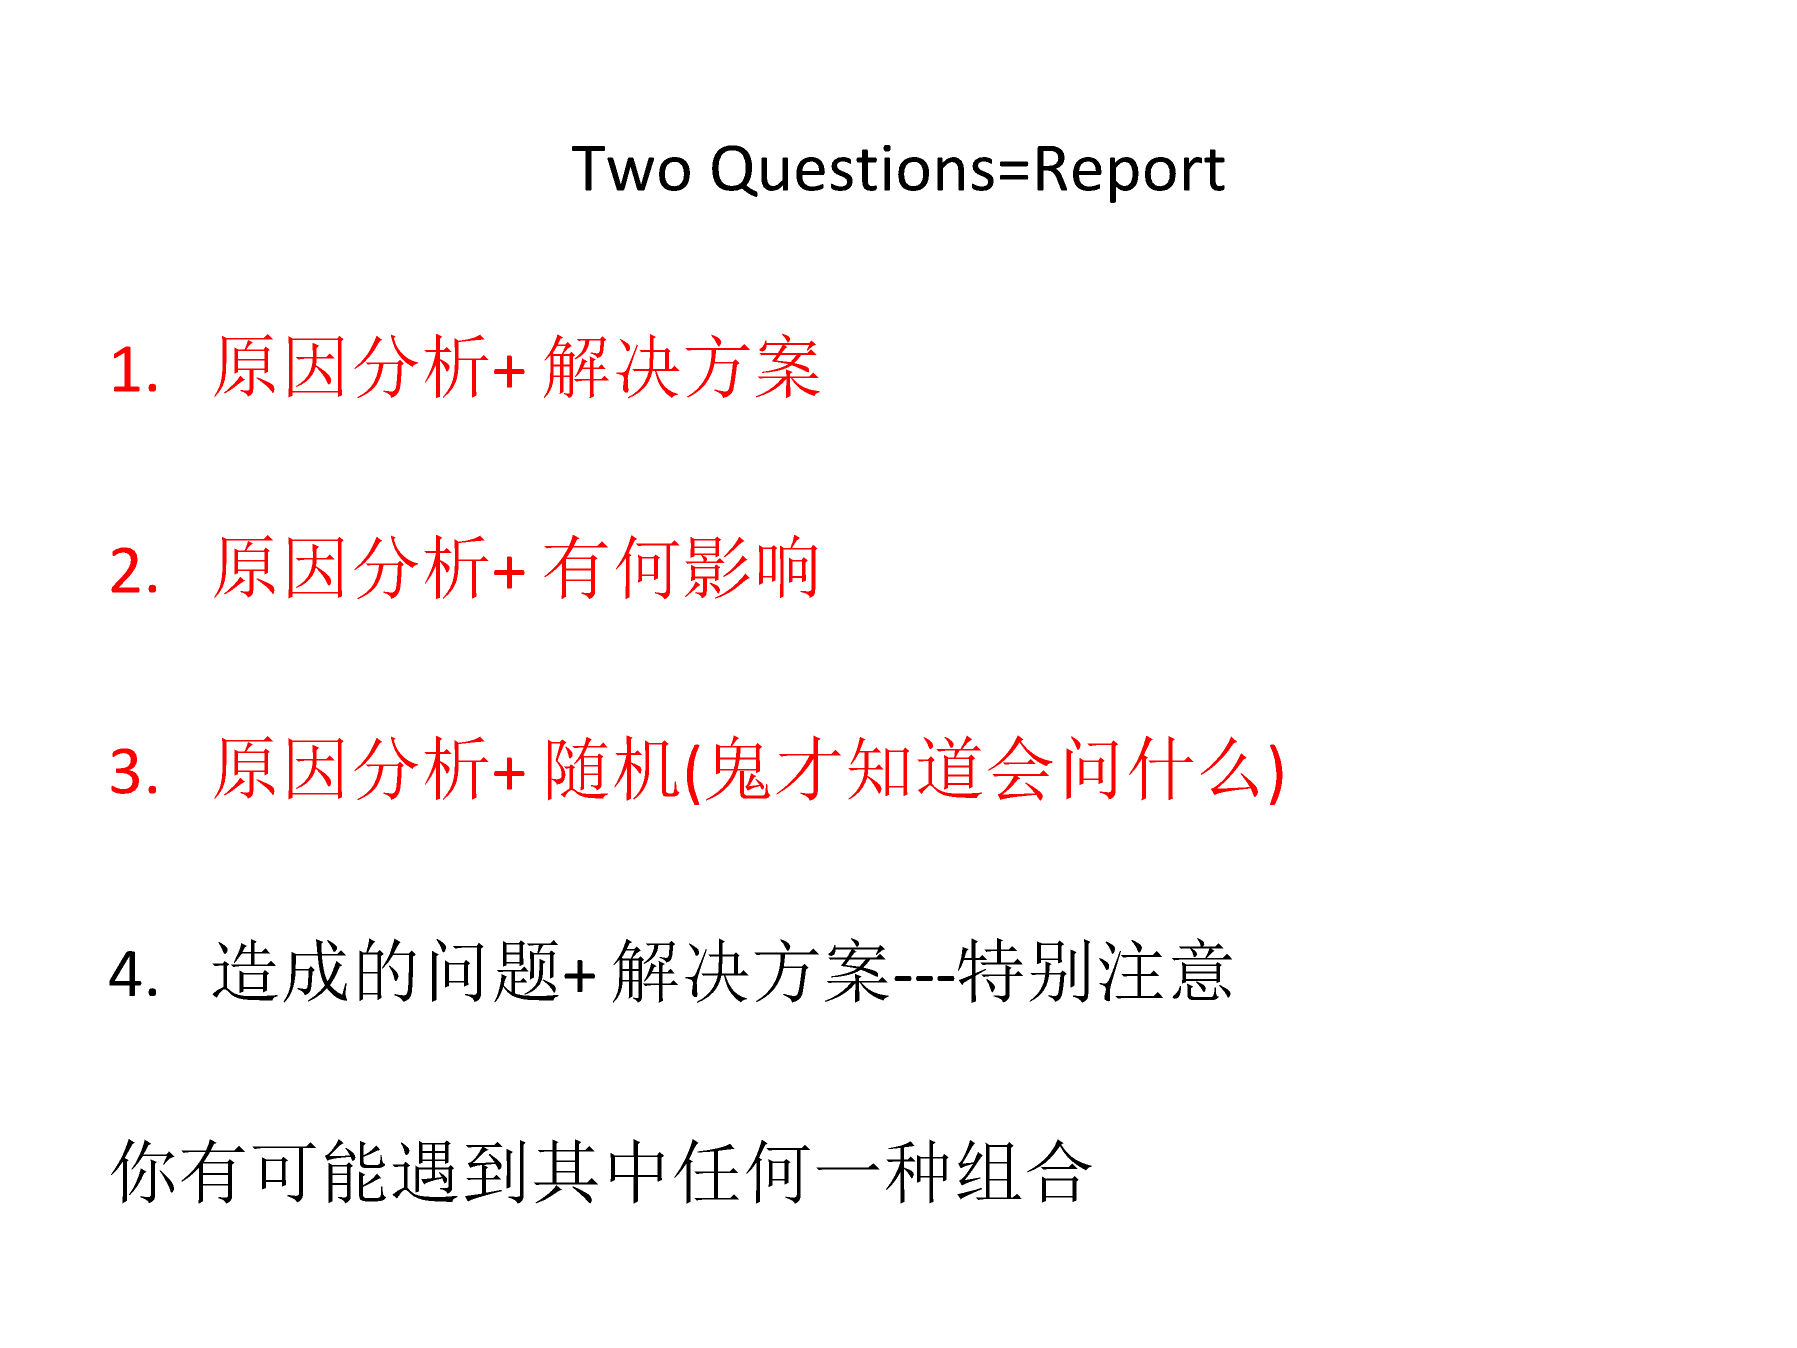 Two Questions=Report
1. 原因分析+ 解决方案
2. 原因分析+ 有何影响
3. 原因分析+ 随机(鬼才知道会问什么)
4. 造成的问题+ 解决方案---特别注意
你有可能遇到其中任何一种组合